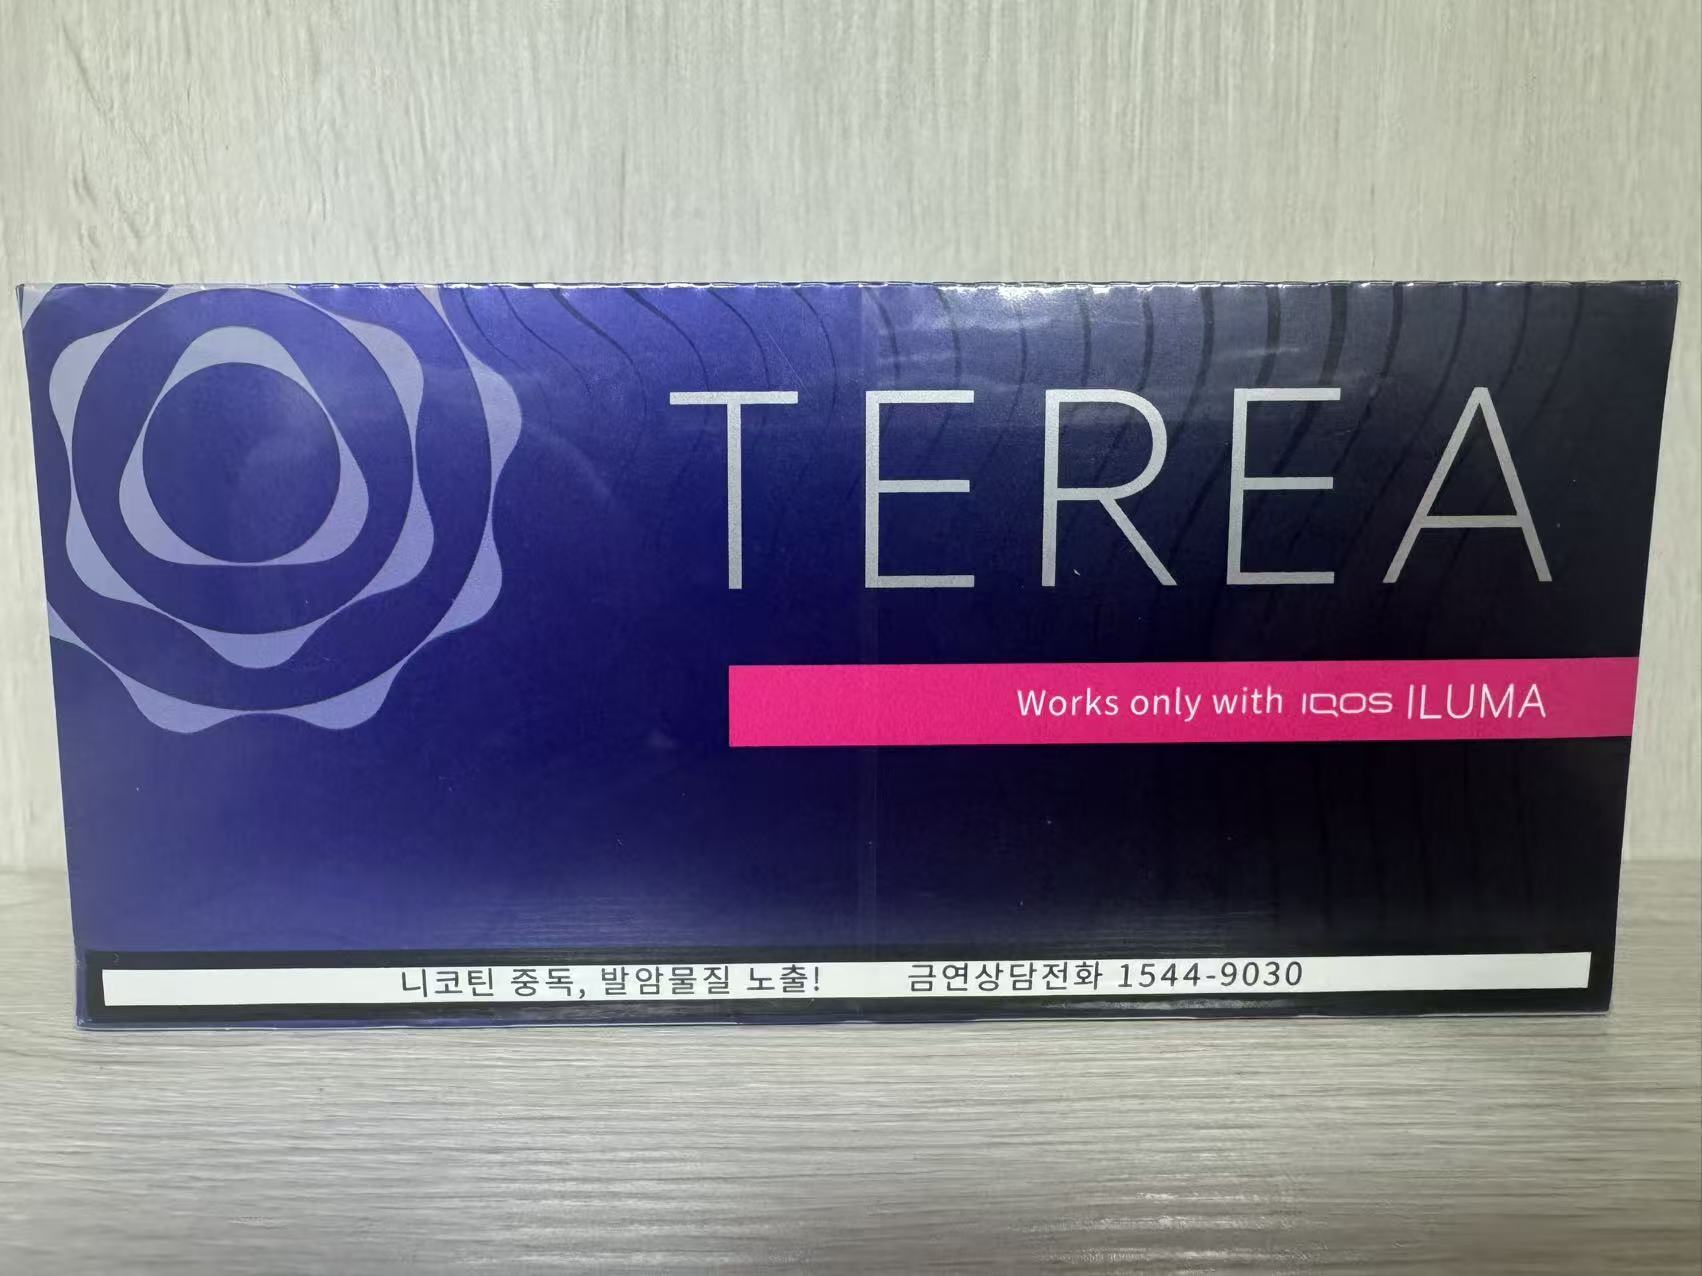 TEREA
Works only with IQOS ILUMA
니코틴 중독, 발암물질 노출! 금연상담전화 1544-9030